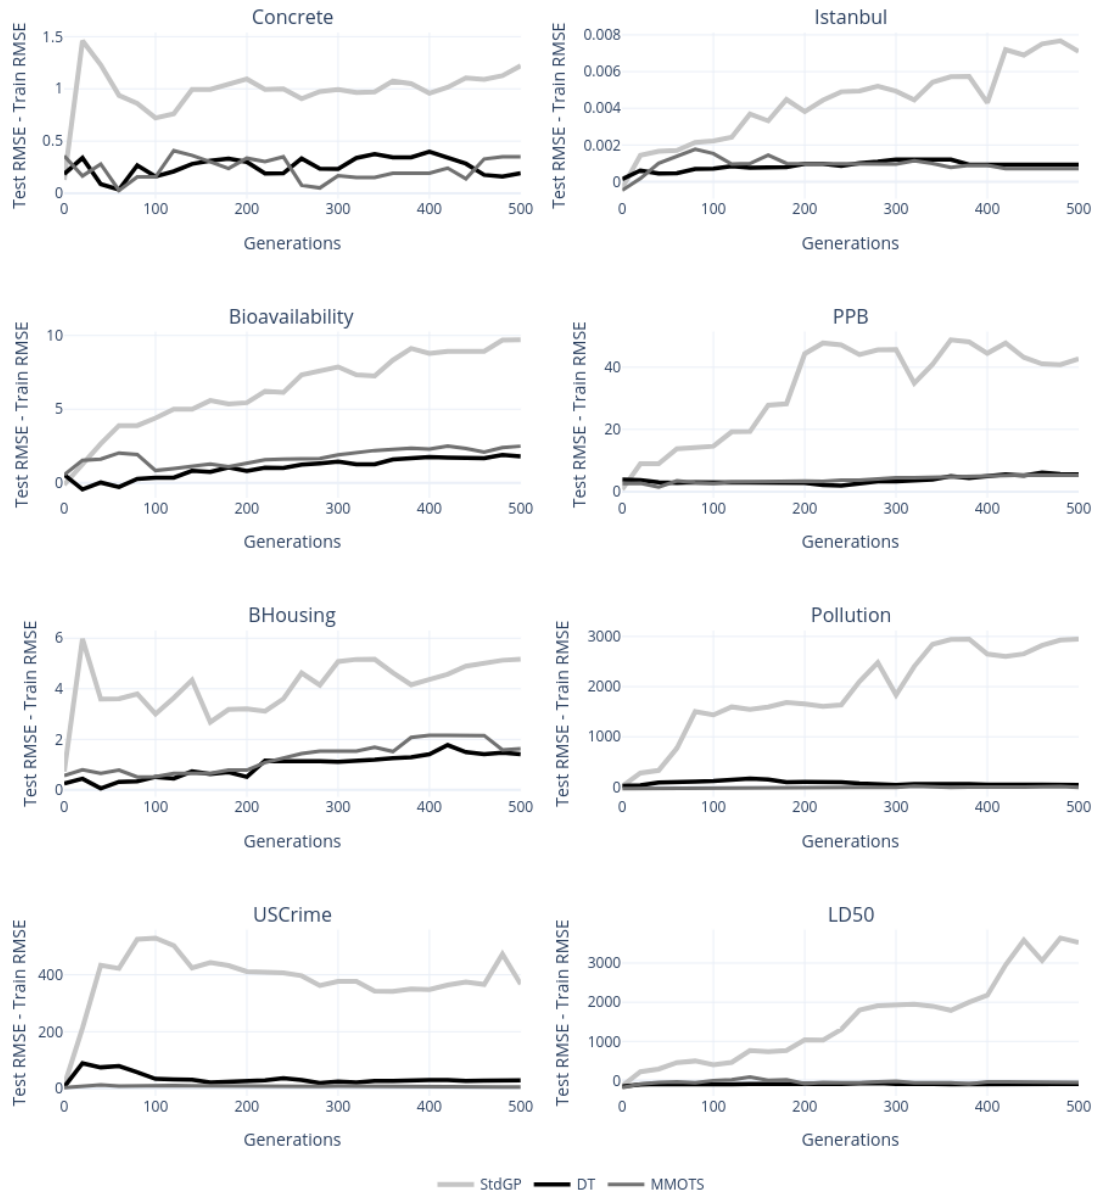 Concrete
Test RMSE - Train RMSE
1.5
1
0.5
0
0 100 200 300 400 500
Generations
Istanbul
Test RMSE - Train RMSE
0.008
0.006
0.004
0.002
0
0 100 200 300 400 500
Generations
Bioavailability
Test RMSE - Train RMSE
10
5
0
0 100 200 300 400 500
Generations
PPB
Test RMSE - Train RMSE
40
20
0
0 100 200 300 400 500
Generations
BHousing
Test RMSE - Train RMSE
6
4
2
0
0 100 200 300 400 500
Generations
Pollution
Test RMSE - Train RMSE
3000
2000
1000
0
0 100 200 300 400 500
Generations
USCrime
Test RMSE - Train RMSE
400
200
0
0 100 200 300 400 500
Generations
LD50
Test RMSE - Train RMSE
3000
2000
1000
0
0 100 200 300 400 500
Generations
StdGP DT MMOTS